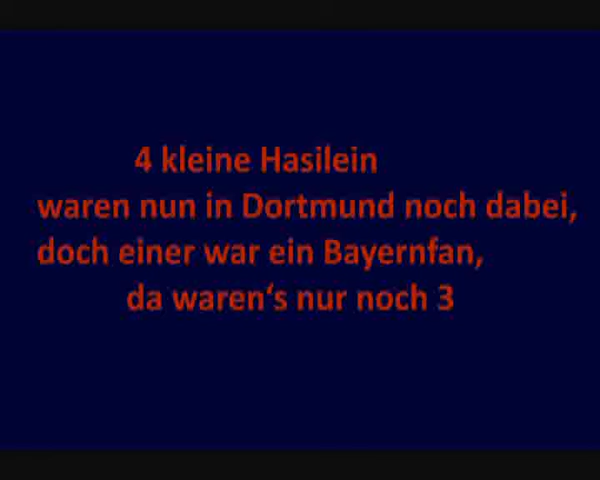 4 kleine Hasilein
waren nun in Dortmund noch dabei,
doch einer war ein Bayernfan,
da waren‘s nur noch 3